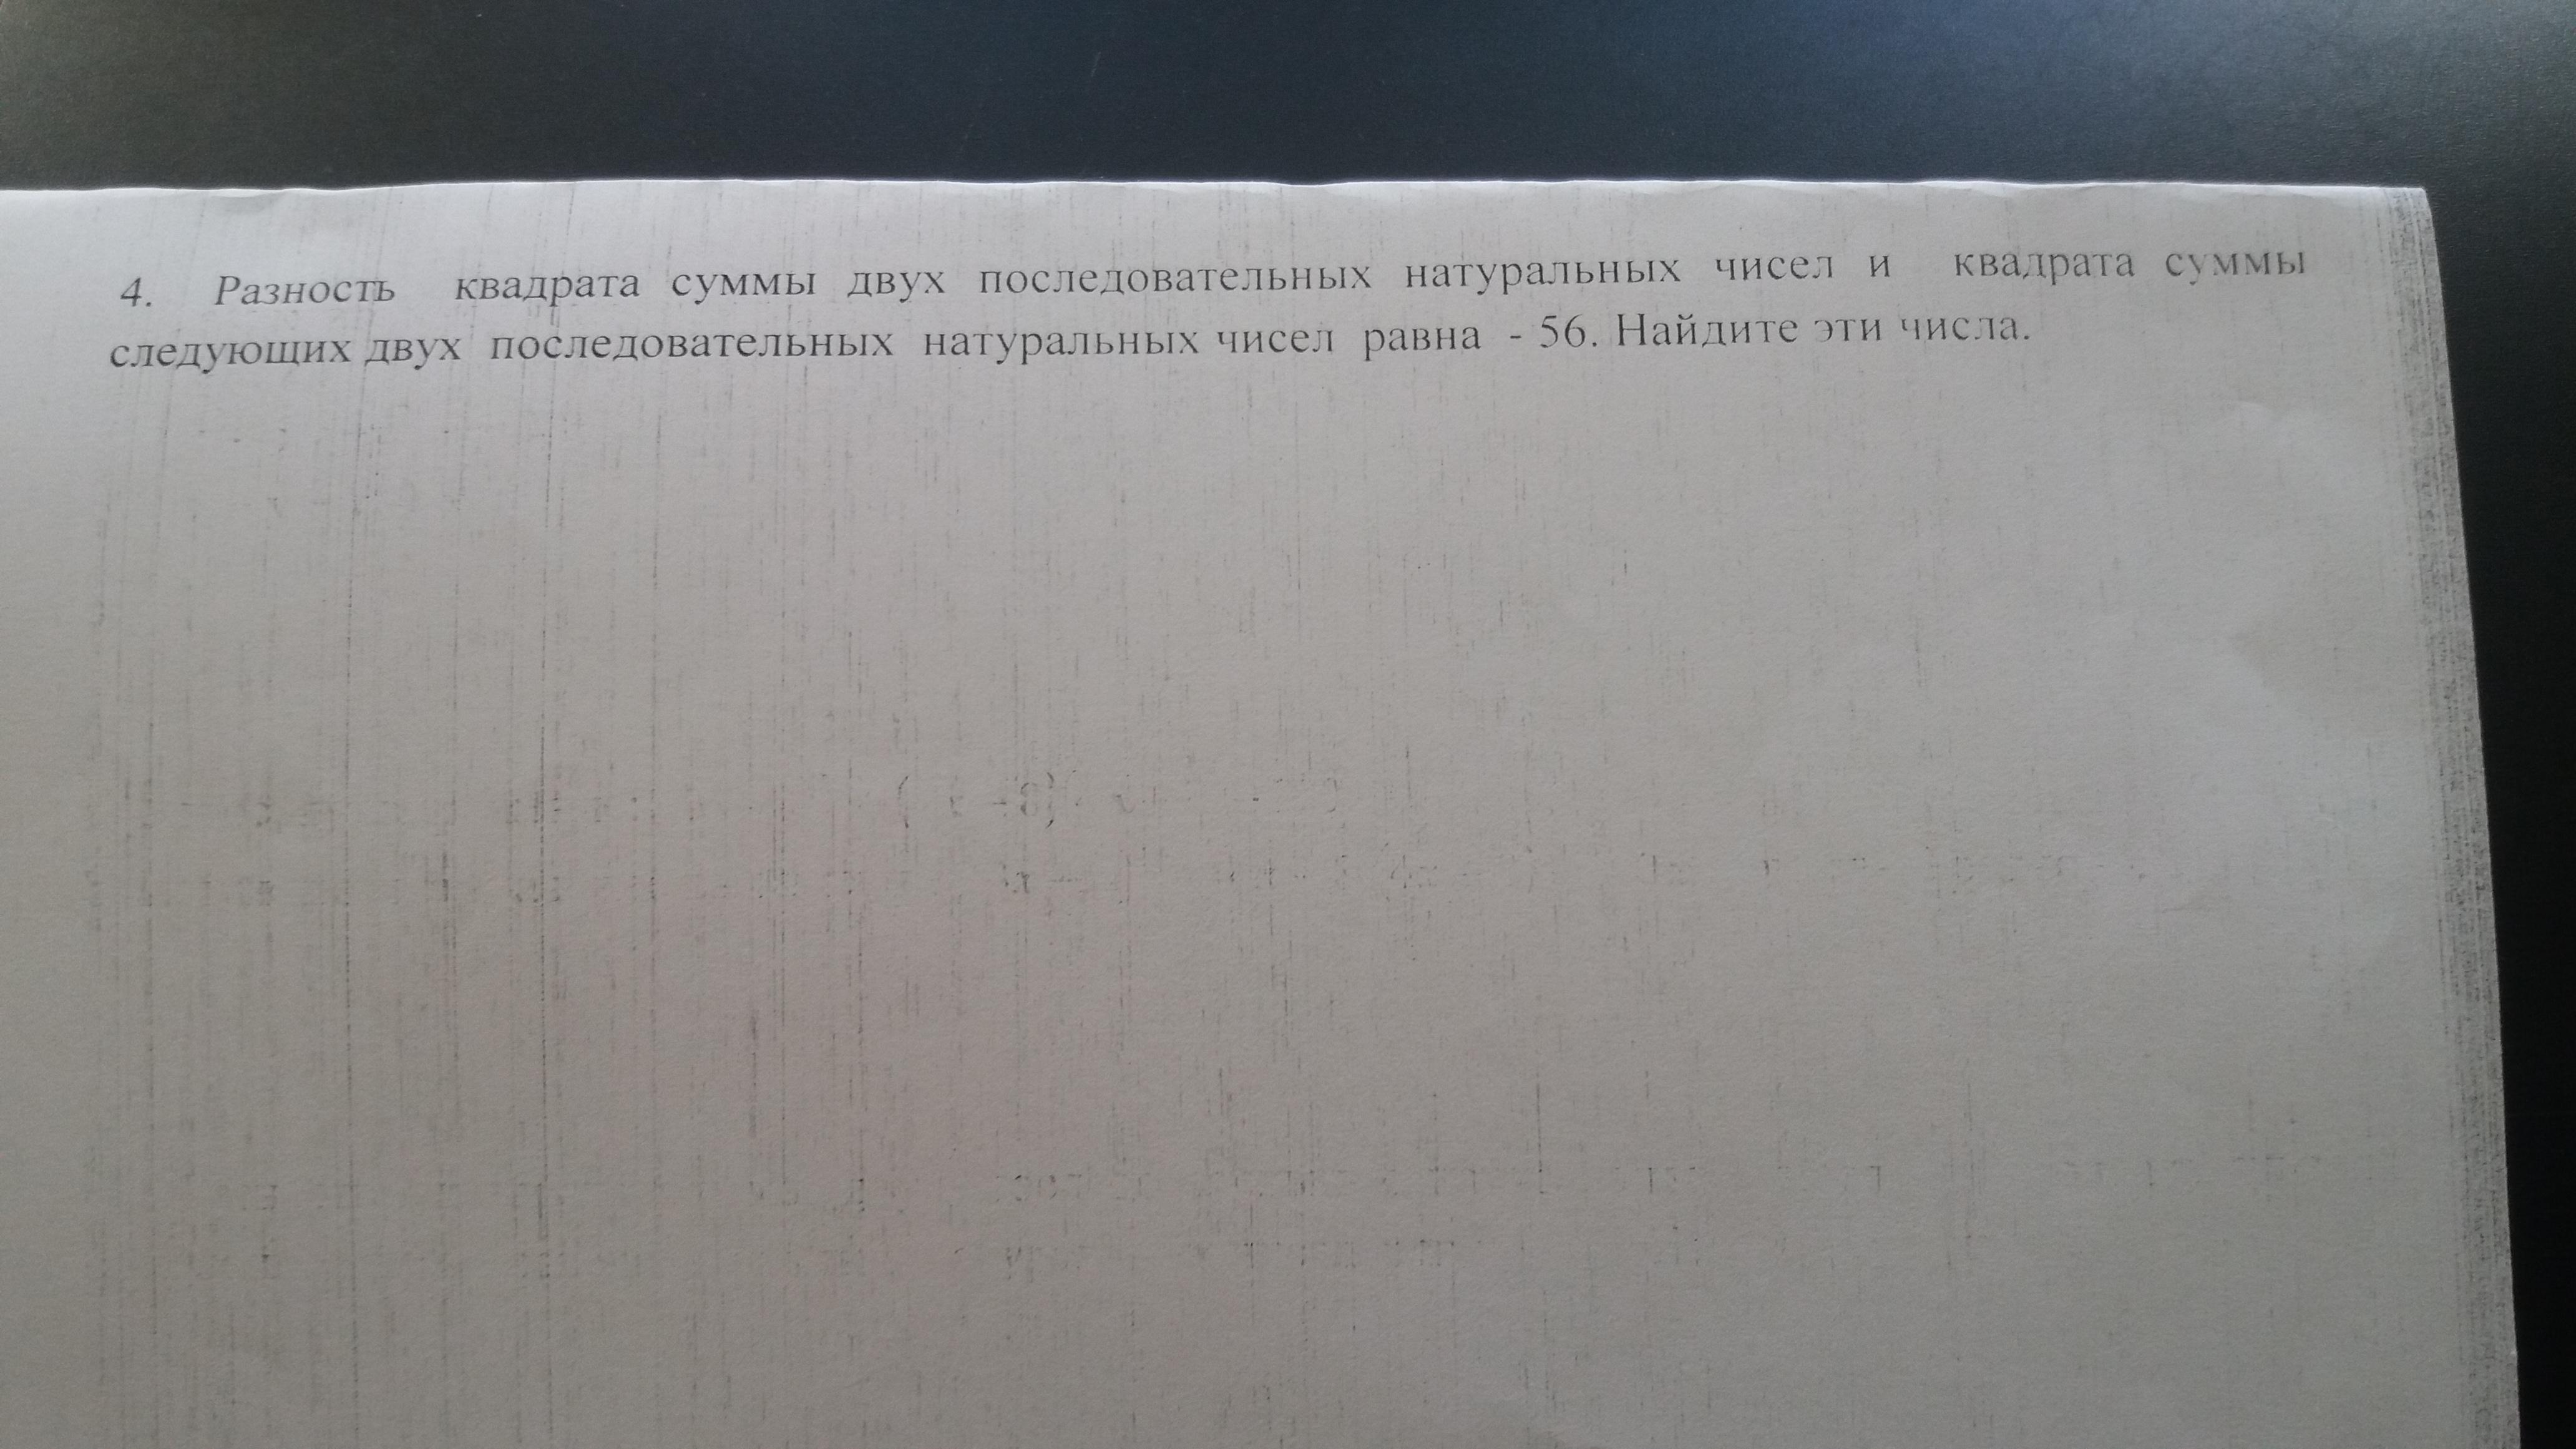 4. Разность квадрата суммы двух последовательных натуральных чисел и квадрата суммы
следующих двух последовательных натуральных чисел равна - 56. Найдите эти числа.